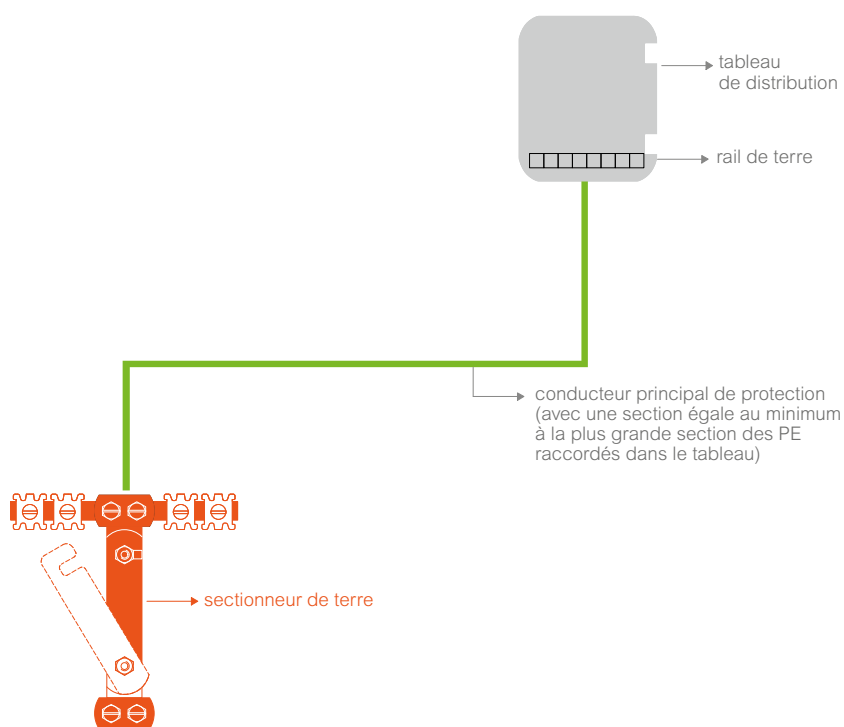 tableau
de distribution
rail de terre
conducteur principal de protection
(avec une section égale au minimum
à la plus grande section des PE
raccordés dans le tableau)
sectionneur de terre